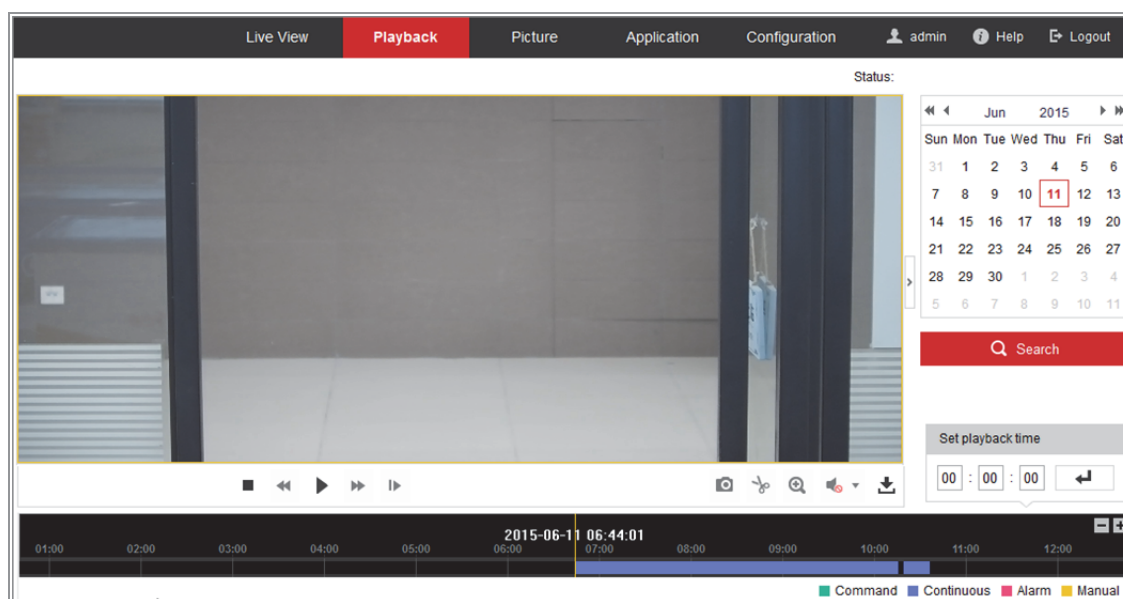 Live View Playback Picture Application Configuration admin Help Logout
Status:
Jun 2015
Sun Mon Tue Wed Thu Fri Sat
31 1 2 3 4 5 6
7 8 9 10 11 12 13
14 15 16 17 18 19 20
21 22 23 24 25 26 27
28 29 30 1 2 3 4
5 6 7 8 9 10 11
Search
Set playback time
00 : 00 : 00
2015-06-11 06:44:01
01:00 02:00 03:00 04:00 05:00 06:00 07:00 08:00 09:00 10:00 11:00 12:00
Command Continuous Alarm Manual